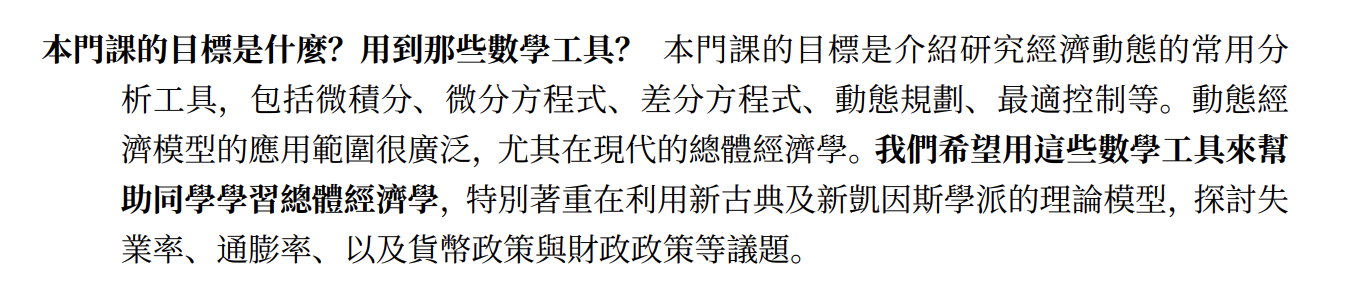 本門課的目標是什麼？用到那些數學工具？ 本門課的目標是介紹研究經濟動態的常用分
析工具，包括微積分、微分方程式、差分方程式、動態規劃、最適控制等。動態經
濟模型的應用範圍很廣泛，尤其在現代的總體經濟學。我們希望用這些數學工具來幫
助同學學習總體經濟學，特別著重在利用新古典及新凱因斯學派的理論模型，探討失
業率、通膨率、以及貨幣政策與財政政策等議題。